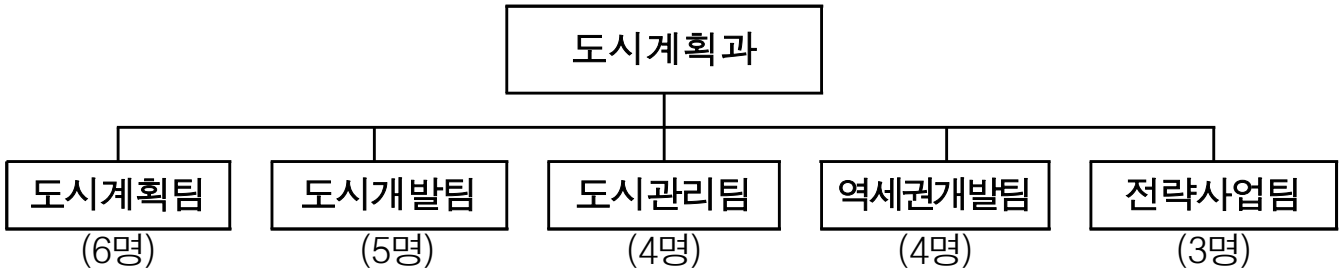 도시계획과
도시계획팀 도시개발팀 도시관리팀 역세권개발팀 전략사업팀
(6명) (5명) (4명) (4명) (3명)